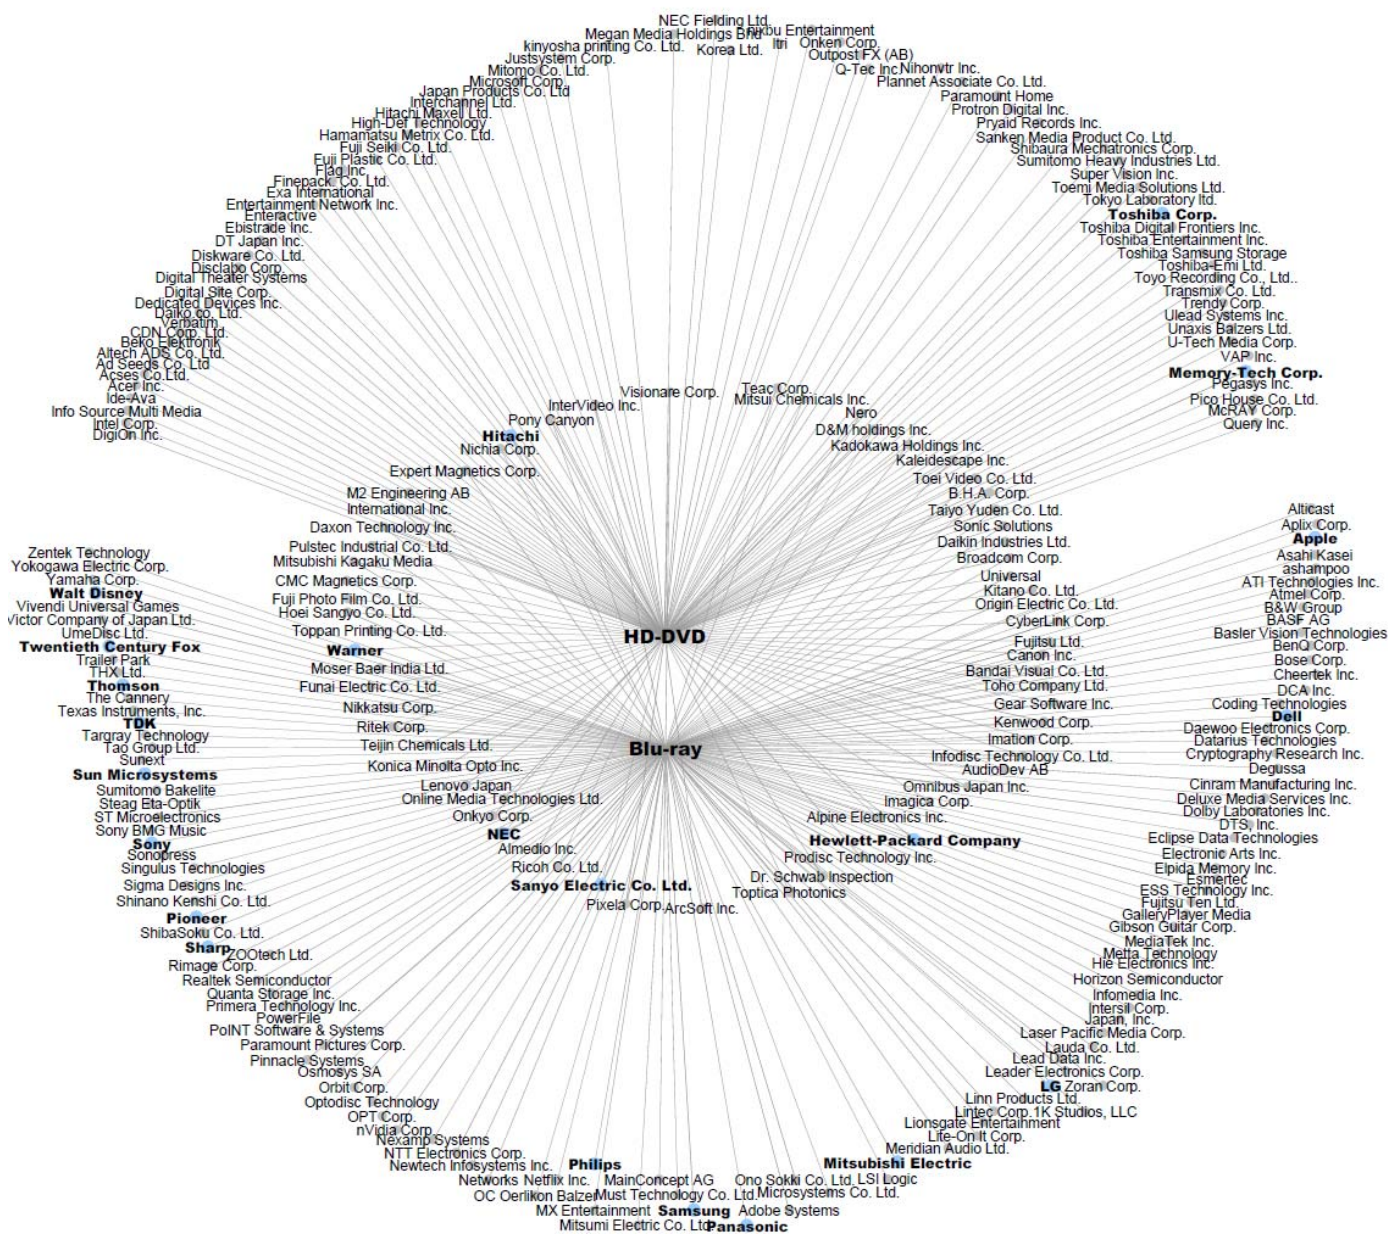 NEC Fielding Ltd.
Megan Media Holdings Bhd
Entertainment
kinyosha printing Co. Ltd.
Korea Ltd.
Itri
Onken Corp.
Justsystem Corp.
Outpost FX (AB)
Mitomo Co. Ltd.
Q-Tec Inc.
Nihonvtr Inc.
Microsoft Corp.
Plannet Associate Co. Ltd.
Japan Products Co. Ltd
Paramount Home
Interchannel Ltd.
Protron Digital Inc.
Hitachi Maxell Ltd.
Pryaid Records Inc.
High-Def Technology
Hamamatsu Metrix Co. Ltd.
Sanken Media Product Co. Ltd.
Fuji Seiki Co. Ltd.
Shibaura Mechatronics Corp.
Fuji Plastic Co. Ltd.
Sumitomo Heavy Industries Ltd.
Flag Inc.
Super Vision Inc.
Finepack. Co. Ltd.
Toemi Media Solutions Ltd.
Exa International
Tokyo Laboratory ltd.
Entertainment Network Inc.
Toshiba Corp.
Enteractive
Toshiba Digital Frontiers Inc.
Ebistrade Inc.
Toshiba Entertainment Inc.
DT Japan Inc.
Toshiba Samsung Storage
Diskware Co. Ltd.
Toshiba-Emi Ltd.
Disclabo Corp.
Toyo Recording Co., Ltd..
Digital Theater Systems
Transmix Co. Ltd.
Digital Site Corp.
Trendy Corp.
Dedicated Devices Inc.
Ulead Systems Inc.
Daiko co. Ltd.
Unaxis Balzers Ltd.
Verbatim
CDN Corp. Ltd.
U-Tech Media Corp.
Beko Elektronik
VAP Inc.
Altech ADS Co. Ltd.
Memory-Tech Corp.
Ad Seeds Co. Ltd
Pegasys Inc.
Acses Co.Ltd.
Pico House Co. Ltd.
Acer Inc.
McRAY Corp.
Ide-Ava
Query Inc.
Info Source Multi Media
Intel Corp.
DigiOn Inc.
Visionare Corp.
Teac Corp.
Mitsui Chemicals Inc.
InterVideo Inc.
Nero
Pony Canyon
D&M holdings Inc.
Hitachi
Kadokawa Holdings Inc.
Nichia Corp.
Kaleidescape Inc.
Expert Magnetics Corp.
Toei Video Co. Ltd.
M2 Engineering AB
B.H.A. Corp.
International Inc.
Taiyo Yuden Co. Ltd.
Daxon Technology Inc.
Sonic Solutions
Pulstec Industrial Co. Ltd.
Daikin Industries Ltd.
Mitsubishi Kagaku Media
Broadcom Corp.
CMC Magnetics Corp.
Universal
Fuji Photo Film Co. Ltd.
Kitano Co. Ltd.
Hoei Sangyo Co. Ltd.
Origin Electric Co. Ltd.
Toppan Printing Co. Ltd.
CyberLink Corp.
HD-DVD
Warner
Fujitsu Ltd.
Canon Inc.
Moser Baer India Ltd.
Bandai Visual Co. Ltd.
Funai Electric Co. Ltd.
Toho Company Ltd.
Nikkatsu Corp.
Gear Software Inc.
Ritek Corp.
Kenwood Corp.
Teijin Chemicals Ltd.
Blu-ray
Imation Corp.
Konica Minolta Opto Inc.
Infodisc Technology Co. Ltd.
AudioDev AB
Lenovo Japan
Omnibus Japan Inc.
Online Media Technologies Ltd.
Imagica Corp.
Onkyo Corp.
Alpine Electronics Inc.
NEC
Hewlett-Packard Company
Almedio Inc.
Prodisc Technology Inc.
Ricoh Co. Ltd.
Dr. Schwab Inspection
Sanyo Electric Co. Ltd.
Toptica Photonics
Pixela Corp.
ArcSoft Inc.
Alticast
Aplix Corp.
Apple
Asahi Kasei
ashampoo
ATI Technologies Inc.
Atmel Corp.
B&W Group
BASF AG
Basler Vision Technologies
BenQ Corp.
Bose Corp.
Cheertek Inc.
DCA Inc.
Coding Technologies
Dell
Daewoo Electronics Corp.
Datarius Technologies
Cryptography Research Inc.
Degussa
Cinram Manufacturing Inc.
Deluxe Media Services Inc.
Dolby Laboratories Inc.
DTS, Inc.
Eclipse Data Technologies
Electronic Arts Inc.
Elpida Memory Inc.
Esmertec
ESS Technology Inc.
Fujitsu Ten Ltd.
GalleryPlayer Media
Gibson Guitar Corp.
MediaTek Inc.
Metta Technology
Hie Electronics Inc.
Horizon Semiconductor
Infomedia Inc.
Intersil Corp.
Japan, Inc.
Laser Pacific Media Corp.
Lauda Co. Ltd.
Lead Data Inc.
Leader Electronics Corp.
LG
Zoran Corp.
Linn Products Ltd.
Lintec Corp.
1K Studios, LLC
Lionsgate Entertainment
Life-On It Corp.
Meridian Audio Ltd.
Mitsubishi Electric
LSI Logic
Zentek Technology
Yokogawa Electric Corp.
Yamaha Corp.
Walt Disney
Vivendi Universal Games
Victor Company of Japan Ltd.
UmeDisc Ltd.
Twentieth Century Fox
Trailer Park
THX Ltd.
Thomson
The Cannery
Texas Instruments, Inc.
TDK
Targray Technology
Tao Group Ltd.
Sunext
Sun Microsystems
Sumitomo Bakelite
Steag Eta-Optik
ST Microelectronics
Sony BMG Music
Sony
Sonopress
Singulus Technologies
Sigma Designs Inc.
Shinano Kenshi Co. Ltd.
Pioneer
ShibaSoku Co. Ltd.
Sharp
ZOOtech Ltd.
Rimage Corp.
Realtek Semiconductor
Quanta Storage Inc.
Primera Technology Inc.
PowerFile
PoINT Software & Systems
Paramount Pictures Corp.
Pinnacle Systems
Osmosys SA
Orbit Corp.
Optodisc Technology
OPT Corp.
nVidia Corp.
Nexamp Systems
NTT Electronics Corp.
Newtech Infosystems Inc.
Philips
Networks
Netflix Inc.
MainConcept AG
Ono Sokki Co. Ltd.
OC Oerlikon Balzer
Must Technology Co. Ltd.
Microsystems Co. Ltd.
MX Entertainment
Samsung
Adobe Systems
Mitsumi Electric Co. Ltd.
Panasonic